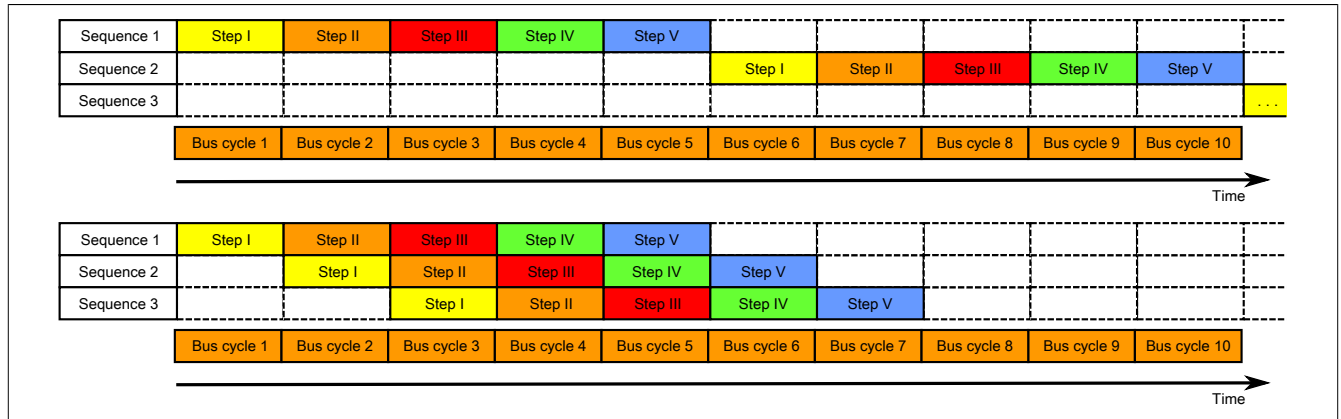 Sequence 1 Step I Step II Step III Step IV Step V
Sequence 2 Step I Step II Step III Step IV Step V
Sequence 3 . . .
Bus cycle 1 Bus cycle 2 Bus cycle 3 Bus cycle 4 Bus cycle 5 Bus cycle 6 Bus cycle 7 Bus cycle 8 Bus cycle 9 Bus cycle 10
Time
Sequence 1 Step I Step II Step III Step IV Step V
Sequence 2 Step I Step II Step III Step IV Step V
Sequence 3 Step I Step II Step III Step IV Step V
Bus cycle 1 Bus cycle 2 Bus cycle 3 Bus cycle 4 Bus cycle 5 Bus cycle 6 Bus cycle 7 Bus cycle 8 Bus cycle 9 Bus cycle 10
Time